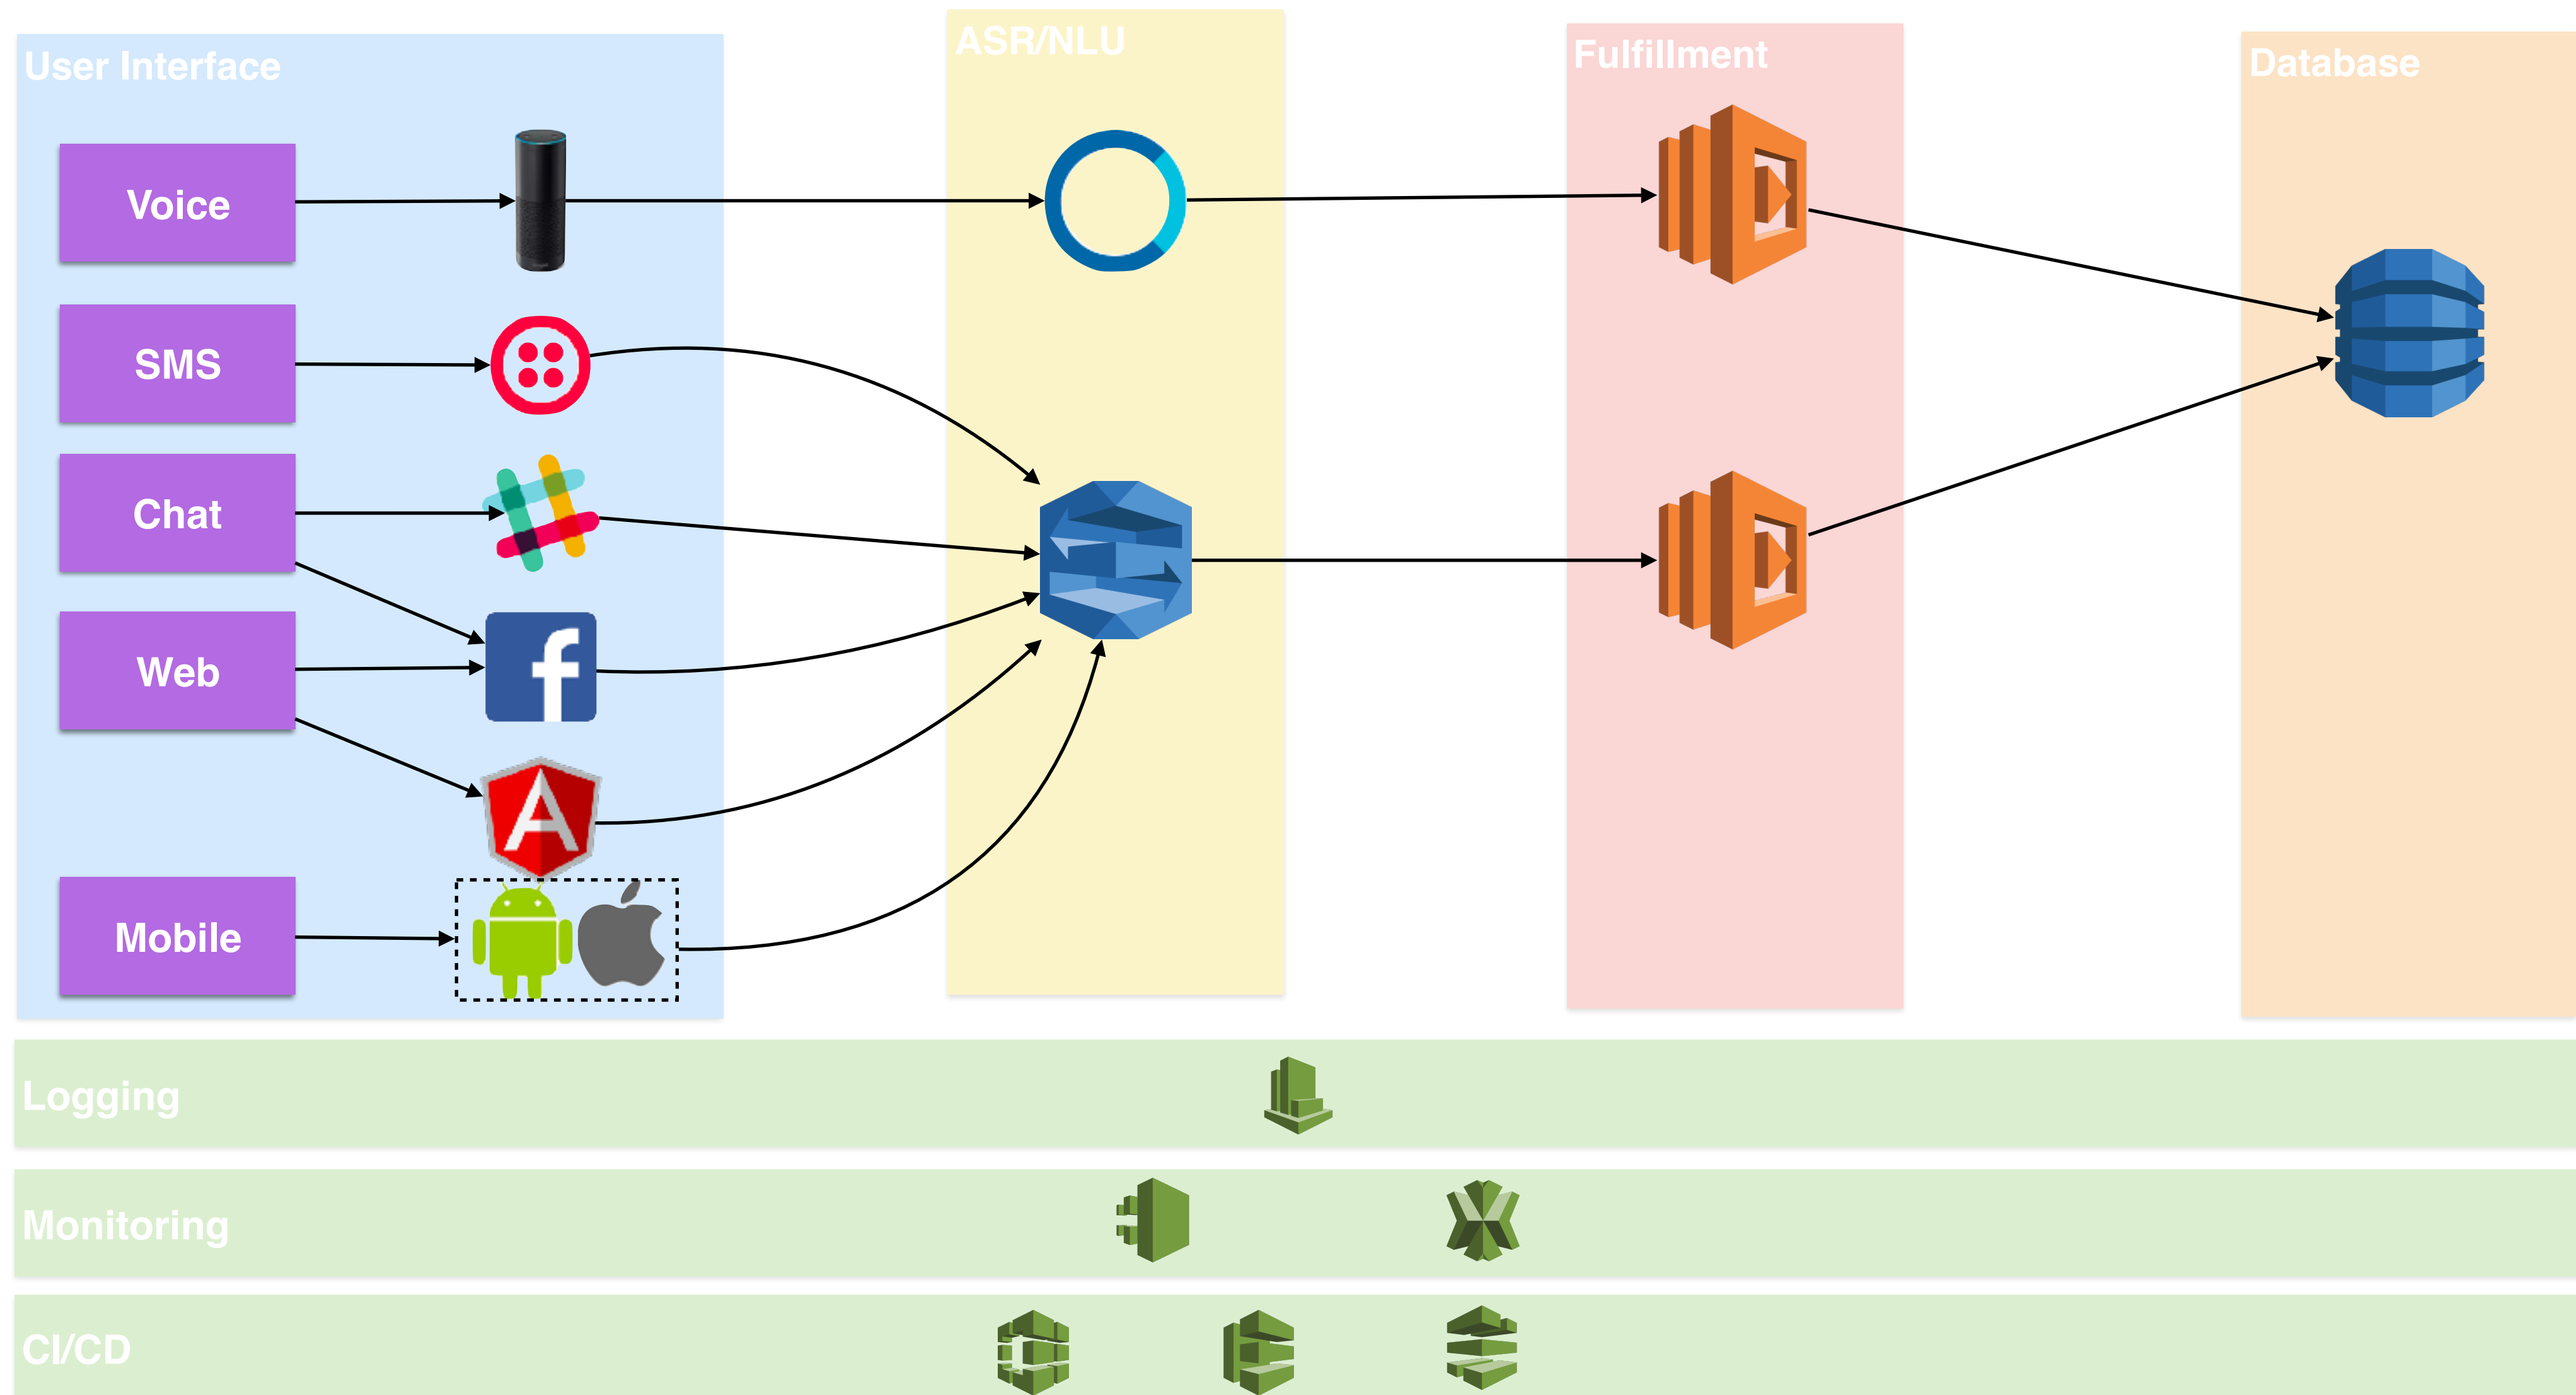 User Interface
ASR/NLU
Fulfillment
Database
Voice
SMS
Chat
Web
Mobile
Logging
Monitoring
CI/CD